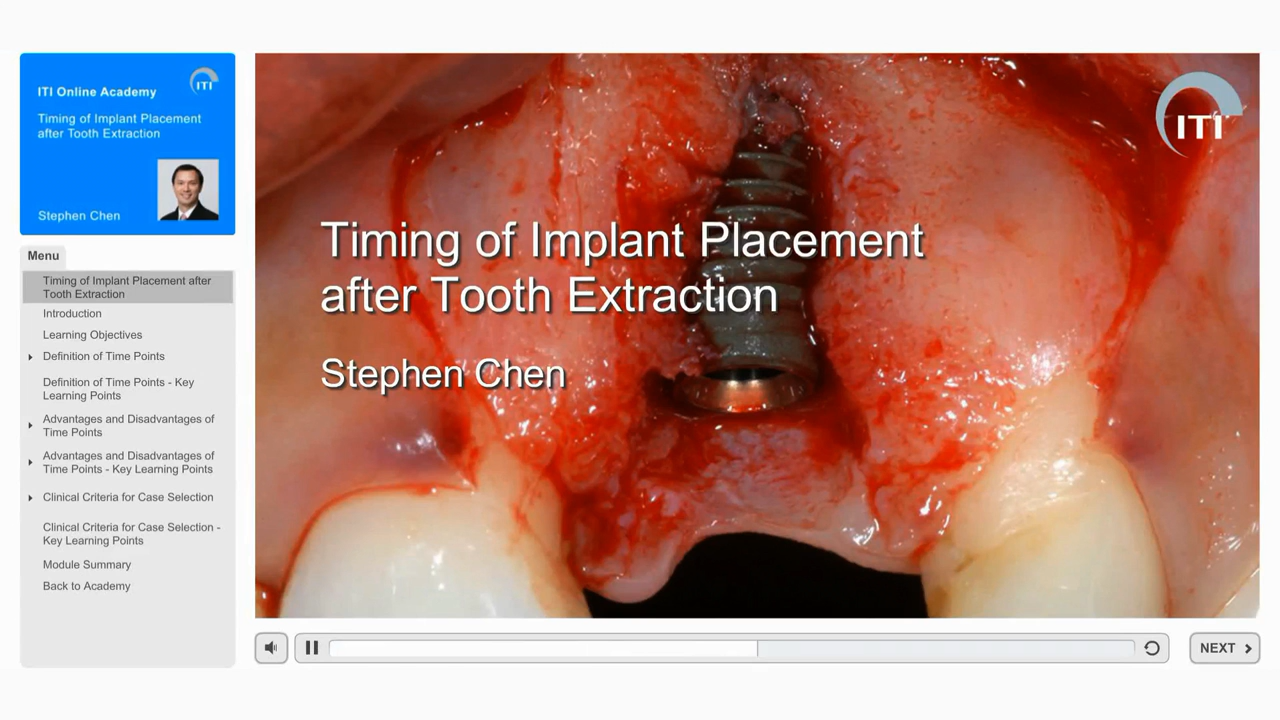 ITI Online Academy
ITI
Timing of Implant Placement
after Tooth Extraction
Stephen Chen
Menu
Timing of Implant Placement after
Tooth Extraction
Introduction
Learning Objectives
Definition of Time Points
Definition of Time Points - Key
Learning Points
Advantages and Disadvantages of
Time Points
Advantages and Disadvantages of
Time Points - Key Learning Points
Clinical Criteria for Case Selection
Clinical Criteria for Case Selection -
Key Learning Points
Module Summary
Back to Academy
ITI
Timing of Implant Placement
after Tooth Extraction
Stephen Chen
NEXT